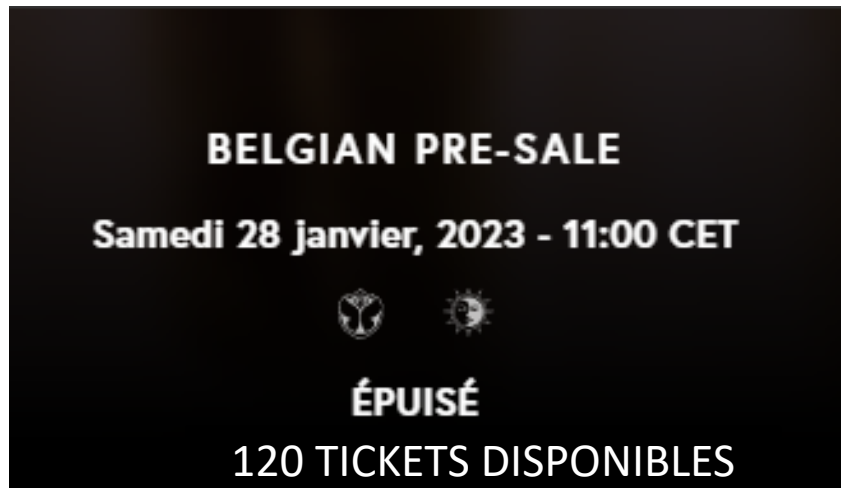 BELGIAN PRE-SALE
Samedi 28 janvier, 2023 - 11:00 CET
ÉPUISÉ
120 TICKETS DISPONIBLES